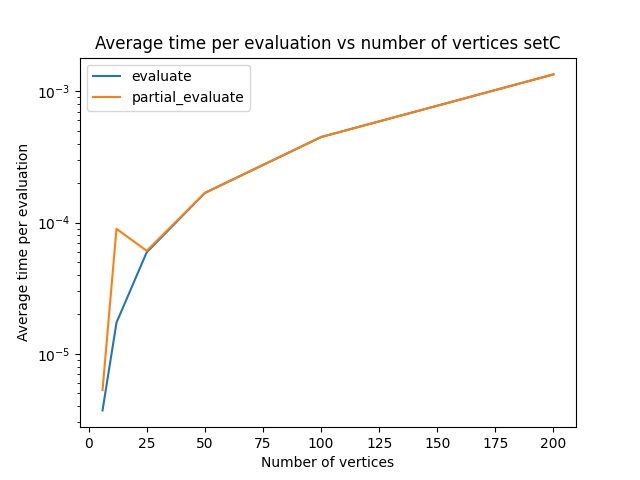 Average time per evaluation vs number of vertices setC
evaluate
partial_evaluate
Average time per evaluation
10⁻³
10⁻⁴
10⁻⁵
0 25 50 75 100 125 150 175 200
Number of vertices